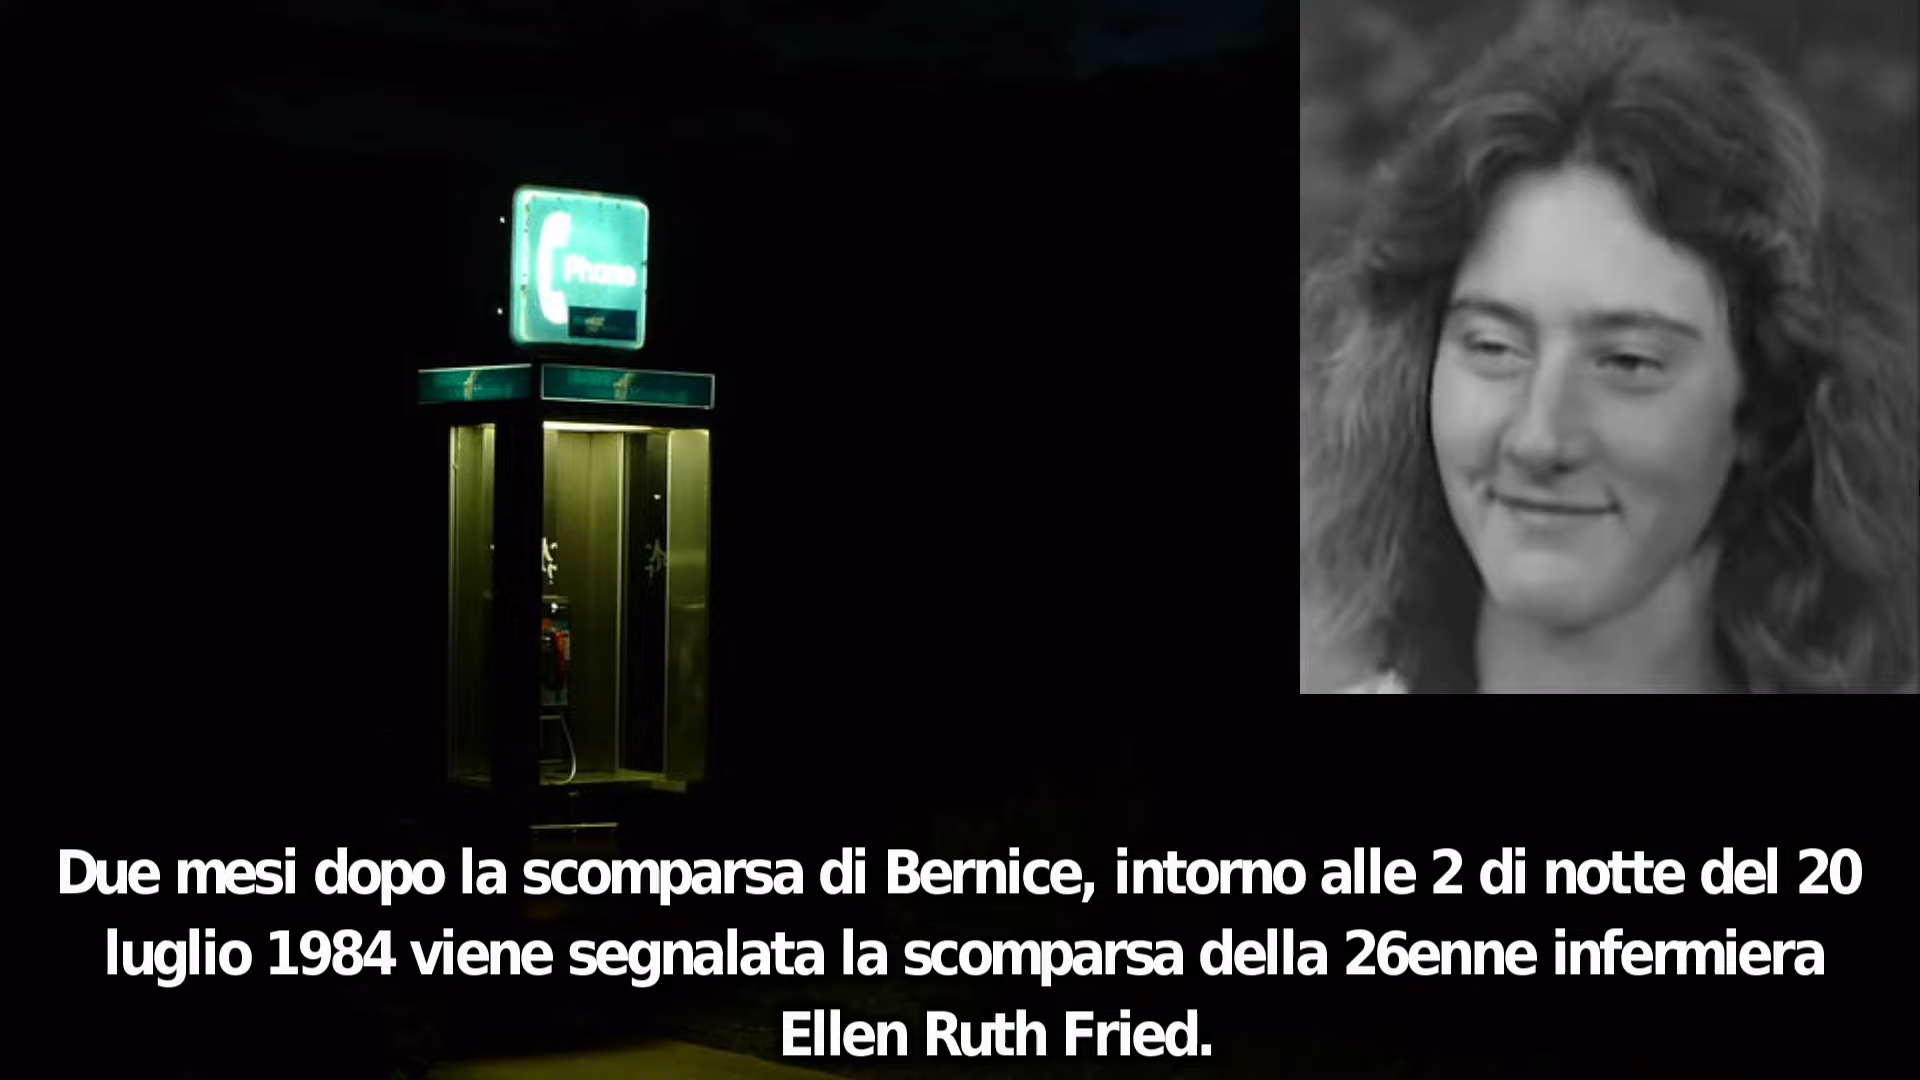 Phone
Due mesi dopo la scomparsa di Bernice, intorno alle 2 di notte del 20
luglio 1984 viene segnalata la scomparsa della 26enne infermiera
Ellen Ruth Fried.